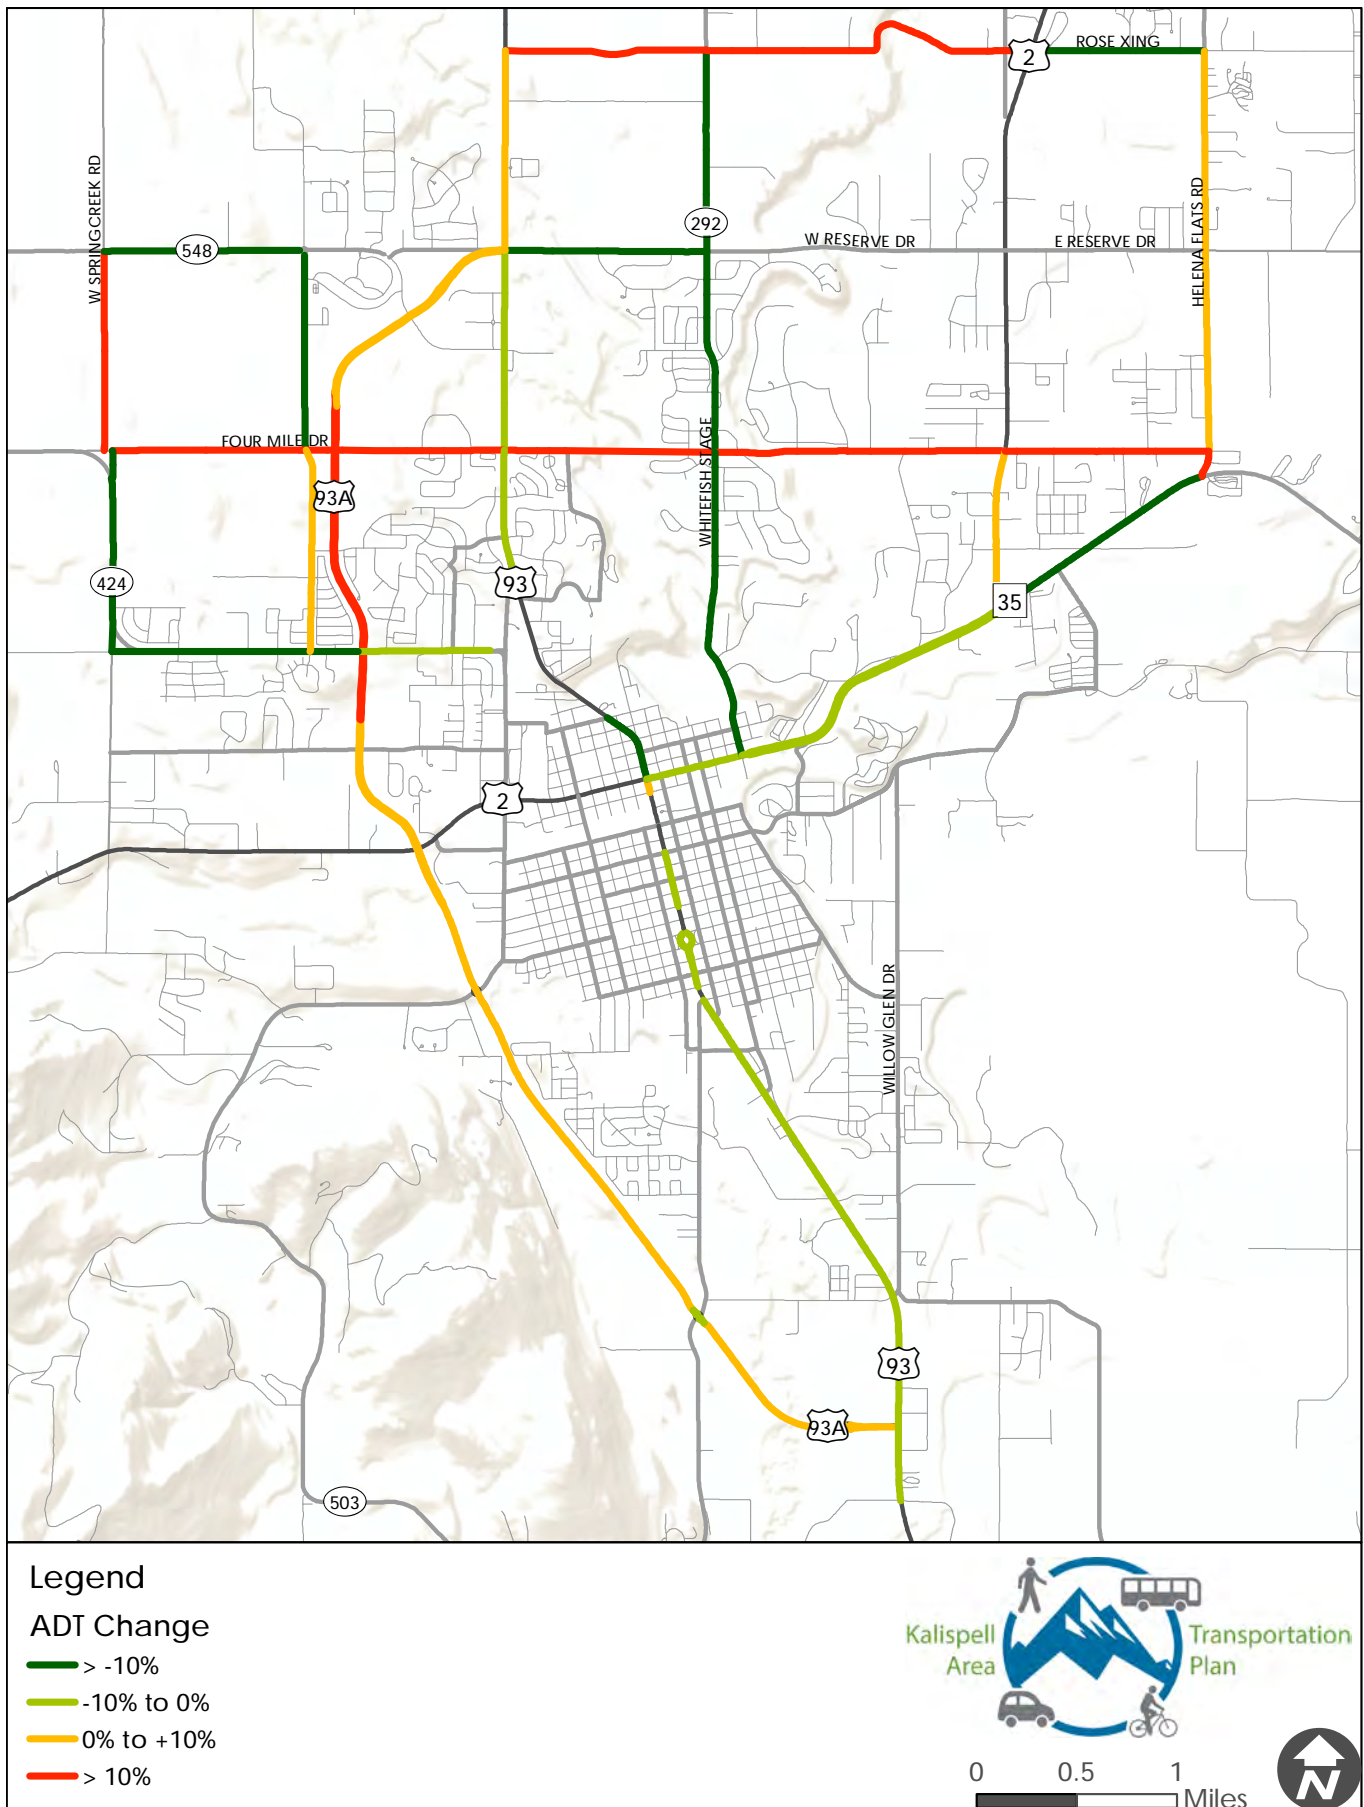 ROSE XING
2
W SPRING CREEK RD
HELENA FLATS RD
292
548
W RESERVE DR
E RESERVE DR
FOUR MILE DR
WHITEFISH STAGE
93A
424
93
35
2
WILLOW GLEN DR
93
93A
503
Legend
ADT Change
> -10%
-10% to 0%
0% to +10%
> 10%
Kalispell
Area
Transportation
Plan
0 0.5 1
Miles
N